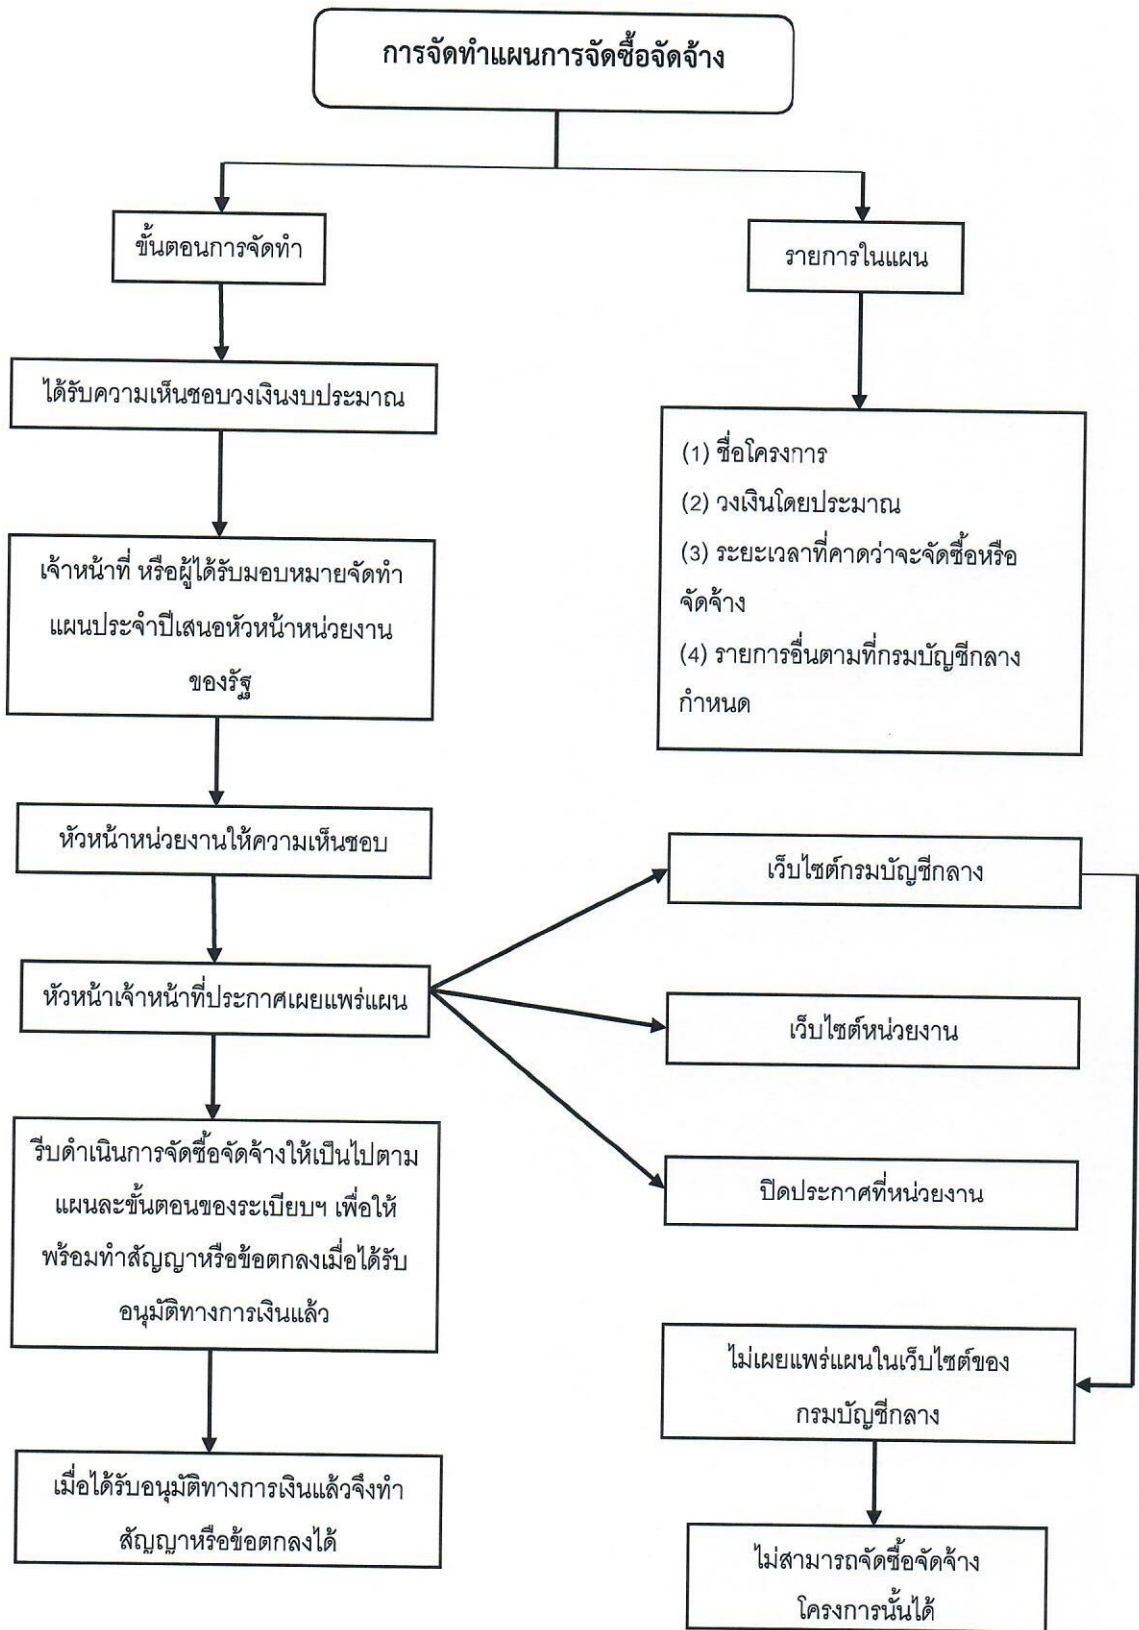 การจัดทำแผนการจัดซื้อจัดจ้าง
ขั้นตอนการจัดทำ
รายการในแผน
ได้รับความเห็นชอบวงเงินงบประมาณ
(1) ชื่อโครงการ
(2) วงเงินโดยประมาณ
(3) ระยะเวลาที่คาดว่าจะจัดซื้อหรือ
จัดจ้าง
(4) รายการอื่นตามที่กรมบัญชีกลาง
กำหนด
เจ้าหน้าที่ หรือผู้ได้รับมอบหมายจัดทำ
แผนประจำปีเสนอหัวหน้าหน่วยงาน
ของรัฐ
หัวหน้าหน่วยงานให้ความเห็นชอบ
หัวหน้าเจ้าหน้าที่ประกาศเผยแพร่แผน
เว็บไซต์กรมบัญชีกลาง
เว็บไซต์หน่วยงาน
ปิดประกาศที่หน่วยงาน
รีบดำเนินการจัดซื้อจัดจ้างให้เป็นไปตาม
แผนละขั้นตอนของระเบียบฯ เพื่อให้
พร้อมทำสัญญาหรือข้อตกลงเมื่อได้รับ
อนุมัติทางการเงินแล้ว
เมื่อได้รับอนุมัติทางการเงินแล้วจึงทำ
สัญญาหรือข้อตกลงได้
ไม่เผยแพร่แผนในเว็บไซต์ของ
กรมบัญชีกลาง
ไม่สามารถจัดซื้อจัดจ้าง
โครงการนั้นได้